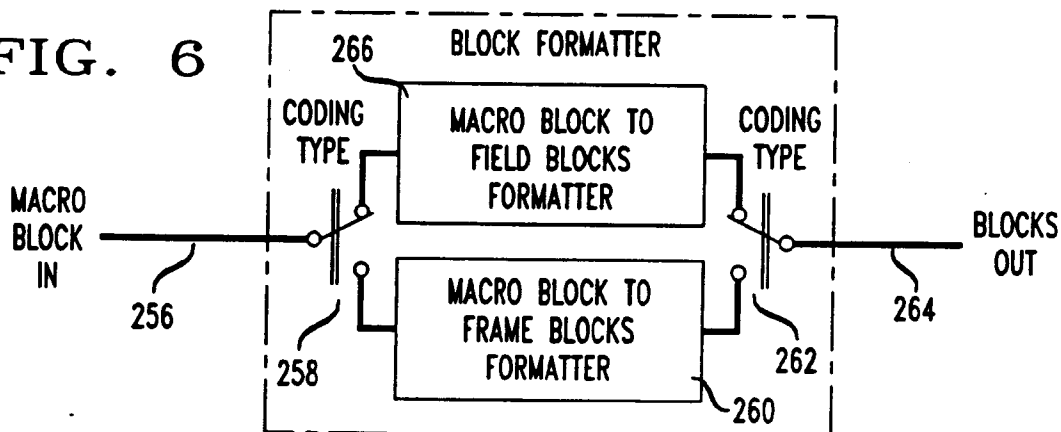 FIG. 6
BLOCK FORMATTER
266
CODING
TYPE
MACRO BLOCK TO
FIELD BLOCKS
FORMATTER
CODING
TYPE
MACRO
BLOCK
IN
256
258
MACRO BLOCK TO
FRAME BLOCKS
FORMATTER
260
262
BLOCKS
OUT
264